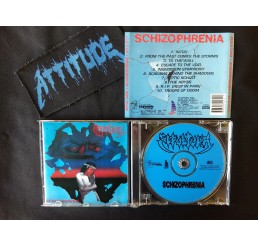 ATTITUDE
SCHIZOPHRENIA
1. INTRO
2. FROM THE PAST COMES THE STORMS
3. TO THE WALL
4. ESCAPE TO THE VOID
5. INQUISITION SYMPHONY
6. SCREAMS BEHIND THE SHADOWS
7. SEPTIC SCHIZO
8. THE ABYSS
9. R.I.P. (REST IN PAIN)
10. TROOPS OF DOOM
SEPULTURA
SCHIZOPHRENIA